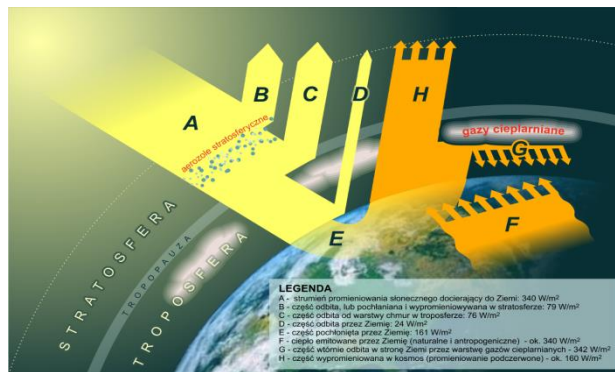 A
B
C
D
H
aerozole stratosferyczne
gazy cieplarniane
G
F
E
STRATOSFERA
TROPOPAUZA
TROPOSFERA
LEGENDA
A - strumień promieniowania słonecznego docierający do Ziemi: 340 W/m²
B - część odbita, lub pochłaniana i wypromieniowywana w stratosferze: 79 W/m²
C - część odbita od warstwy chmur w troposferze: 76 W/m²
D - część odbita przez Ziemię: 24 W/m²
E - część pochłonięta przez Ziemię: 161 W/m²
F - ciepło emitowane przez Ziemię (naturalne i antropogeniczne) - ok. 340 W/m²
G - część wtórnie odbita w stronę Ziemi przez warstwę gazów cieplarnianych - 342 W/m²
H - część wypromieniowana w kosmos (promieniowanie podczerwone) - ok. 160 W/m²